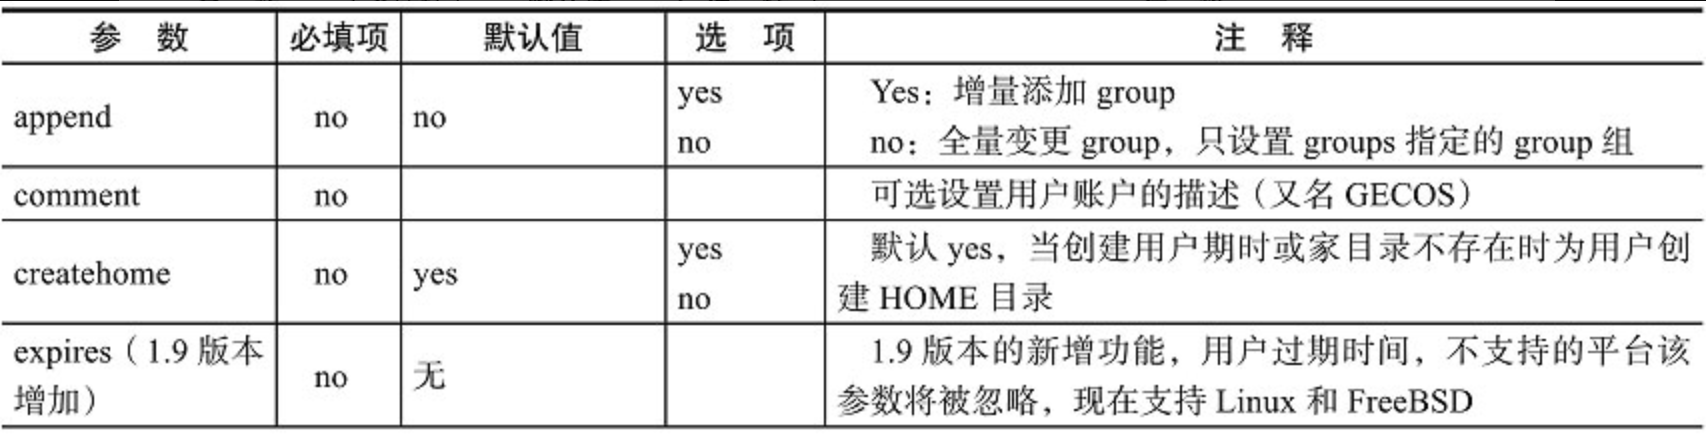 参 数 必填项 默认值 选 项 注 释
append no no yes no Yes：增量添加 group
no：全量变更 group，只设置 groups 指定的 group 组
comment no 可选设置用户账户的描述（又名 GECOS）
createhome no yes yes no 默认 yes，当创建用户期时或家目录不存在时为用户创
建 HOME 目录
expires（1.9 版本
增加） no 无 1.9 版本的新增功能，用户过期时间，不支持的平台该
参数将被忽略，现在支持 Linux 和 FreeBSD